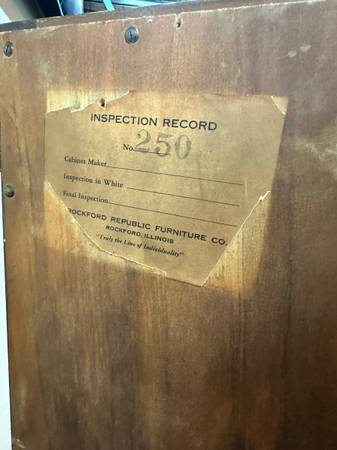 INSPECTION RECORD
No. 250
Cabinet Maker
Inspection in White
Final Inspection
ROCKFORD REPUBLIC FURNITURE CO.
ROCKFORD, ILLINOIS
"Truly the Line of Individuality"